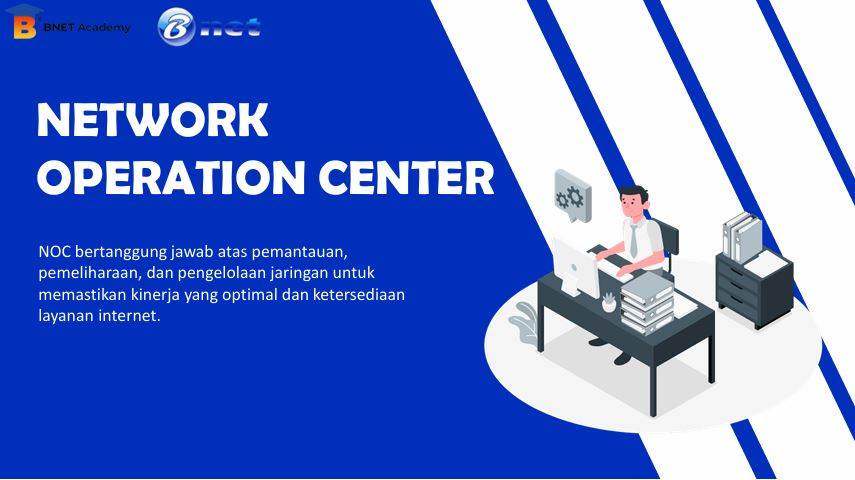 BNET Academy
Bnet
NETWORK
OPERATION CENTER
NOC bertanggung jawab atas pemantauan,
pemeliharaan, dan pengelolaan jaringan untuk
memastikan kinerja yang optimal dan ketersediaan
layanan internet.